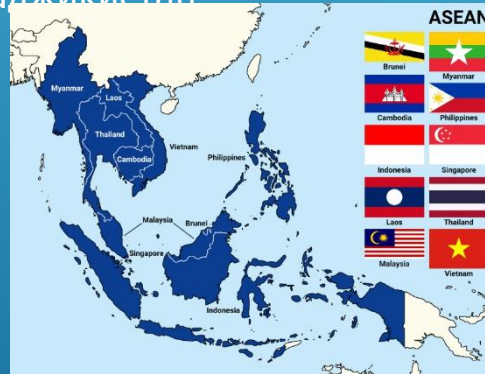 ASEAN
Brunei
Myanmar
Cambodia
Philippines
Indonesia
Singapore
Laos
Thailand
Malaysia
Vietnam
Myanmar
Laos
Thailand
Vietnam
Cambodia
Philippines
Malaysia
Brunei
Singapore
Indonesia